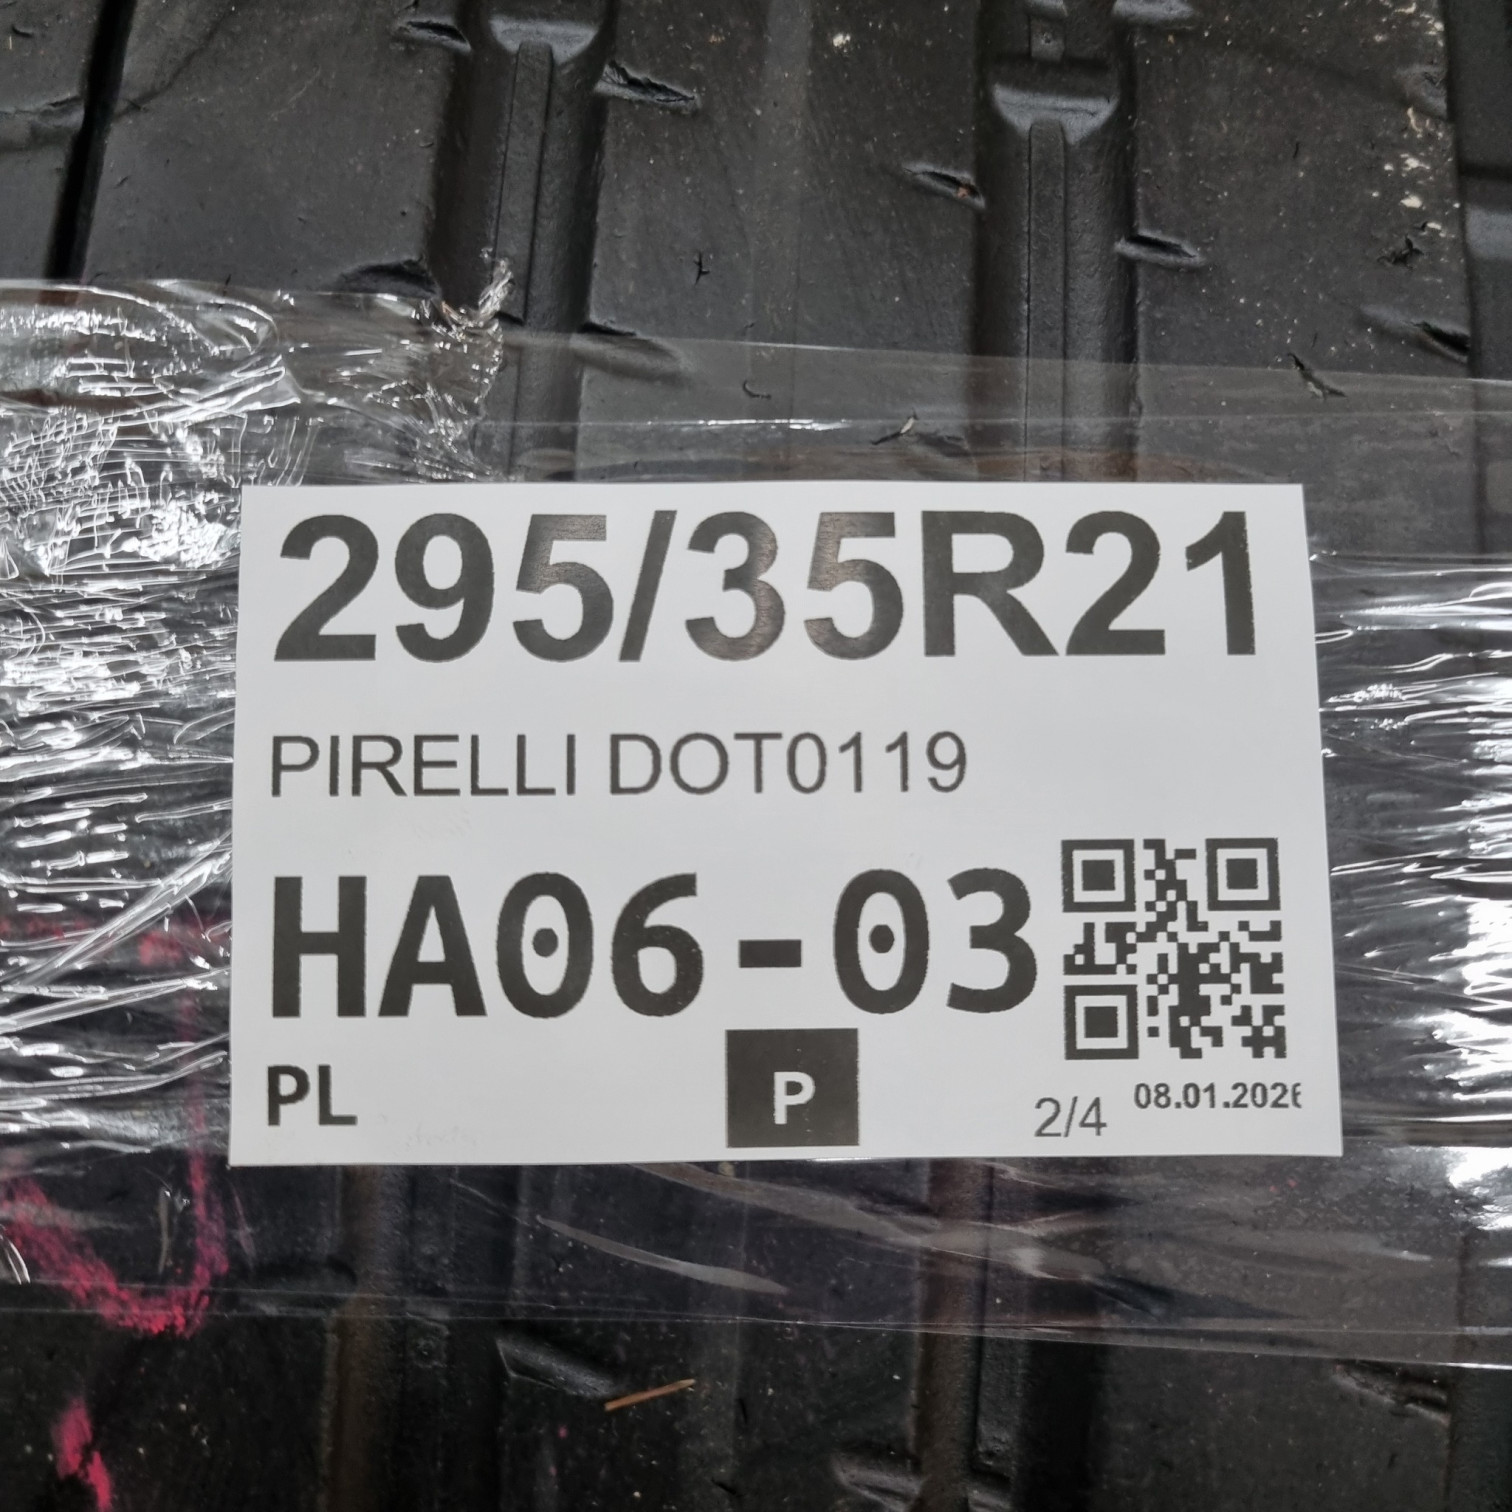 295/35R21
PIRELLI DOT0119
HA06-03
PL
P
2/4
08.01.2026